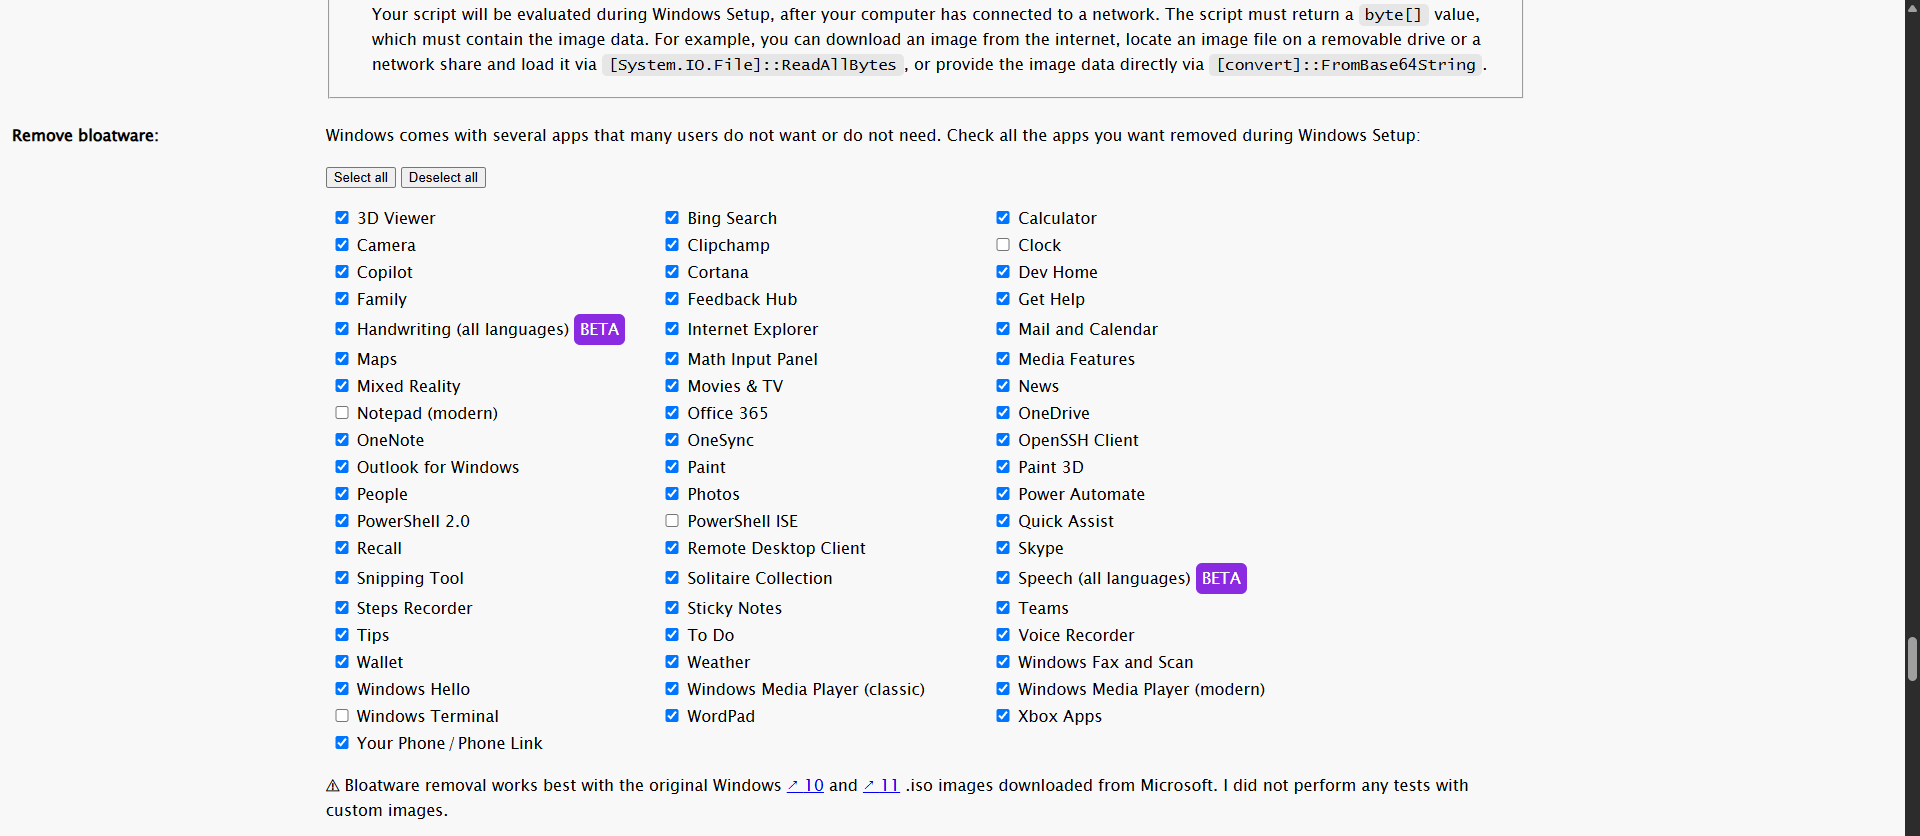 Your script will be evaluated during Windows Setup, after your computer has connected to a network. The script must return a byte[] value,
which must contain the image data. For example, you can download an image from the internet, locate an image file on a removable drive or a
network share and load it via [System.IO.File]::ReadAllBytes , or provide the image data directly via [convert]::FromBase64String .
Remove bloatware: Windows comes with several apps that many users do not want or do not need. Check all the apps you want removed during Windows Setup:
Select all Deselect all
3D Viewer Bing Search Calculator
Camera Clipchamp Clock
Copilot Cortana Dev Home
Family Feedback Hub Get Help
Handwriting (all languages) BETA Internet Explorer Mail and Calendar
Maps Math Input Panel Media Features
Mixed Reality Movies & TV News
Notepad (modern) Office 365 OneDrive
OneNote OneSync OpenSSH Client
Outlook for Windows Paint Paint 3D
People Photos Power Automate
PowerShell 2.0 PowerShell ISE Quick Assist
Recall Remote Desktop Client Skype
Snipping Tool Solitaire Collection Speech (all languages) BETA
Steps Recorder Sticky Notes Teams
Tips To Do Voice Recorder
Wallet Weather Windows Fax and Scan
Windows Hello Windows Media Player (classic) Windows Media Player (modern)
Windows Terminal WordPad Xbox Apps
Your Phone / Phone Link
⚠ Bloatware removal works best with the original Windows ↗ 10 and ↗ 11 .iso images downloaded from Microsoft. I did not perform any tests with
custom images.